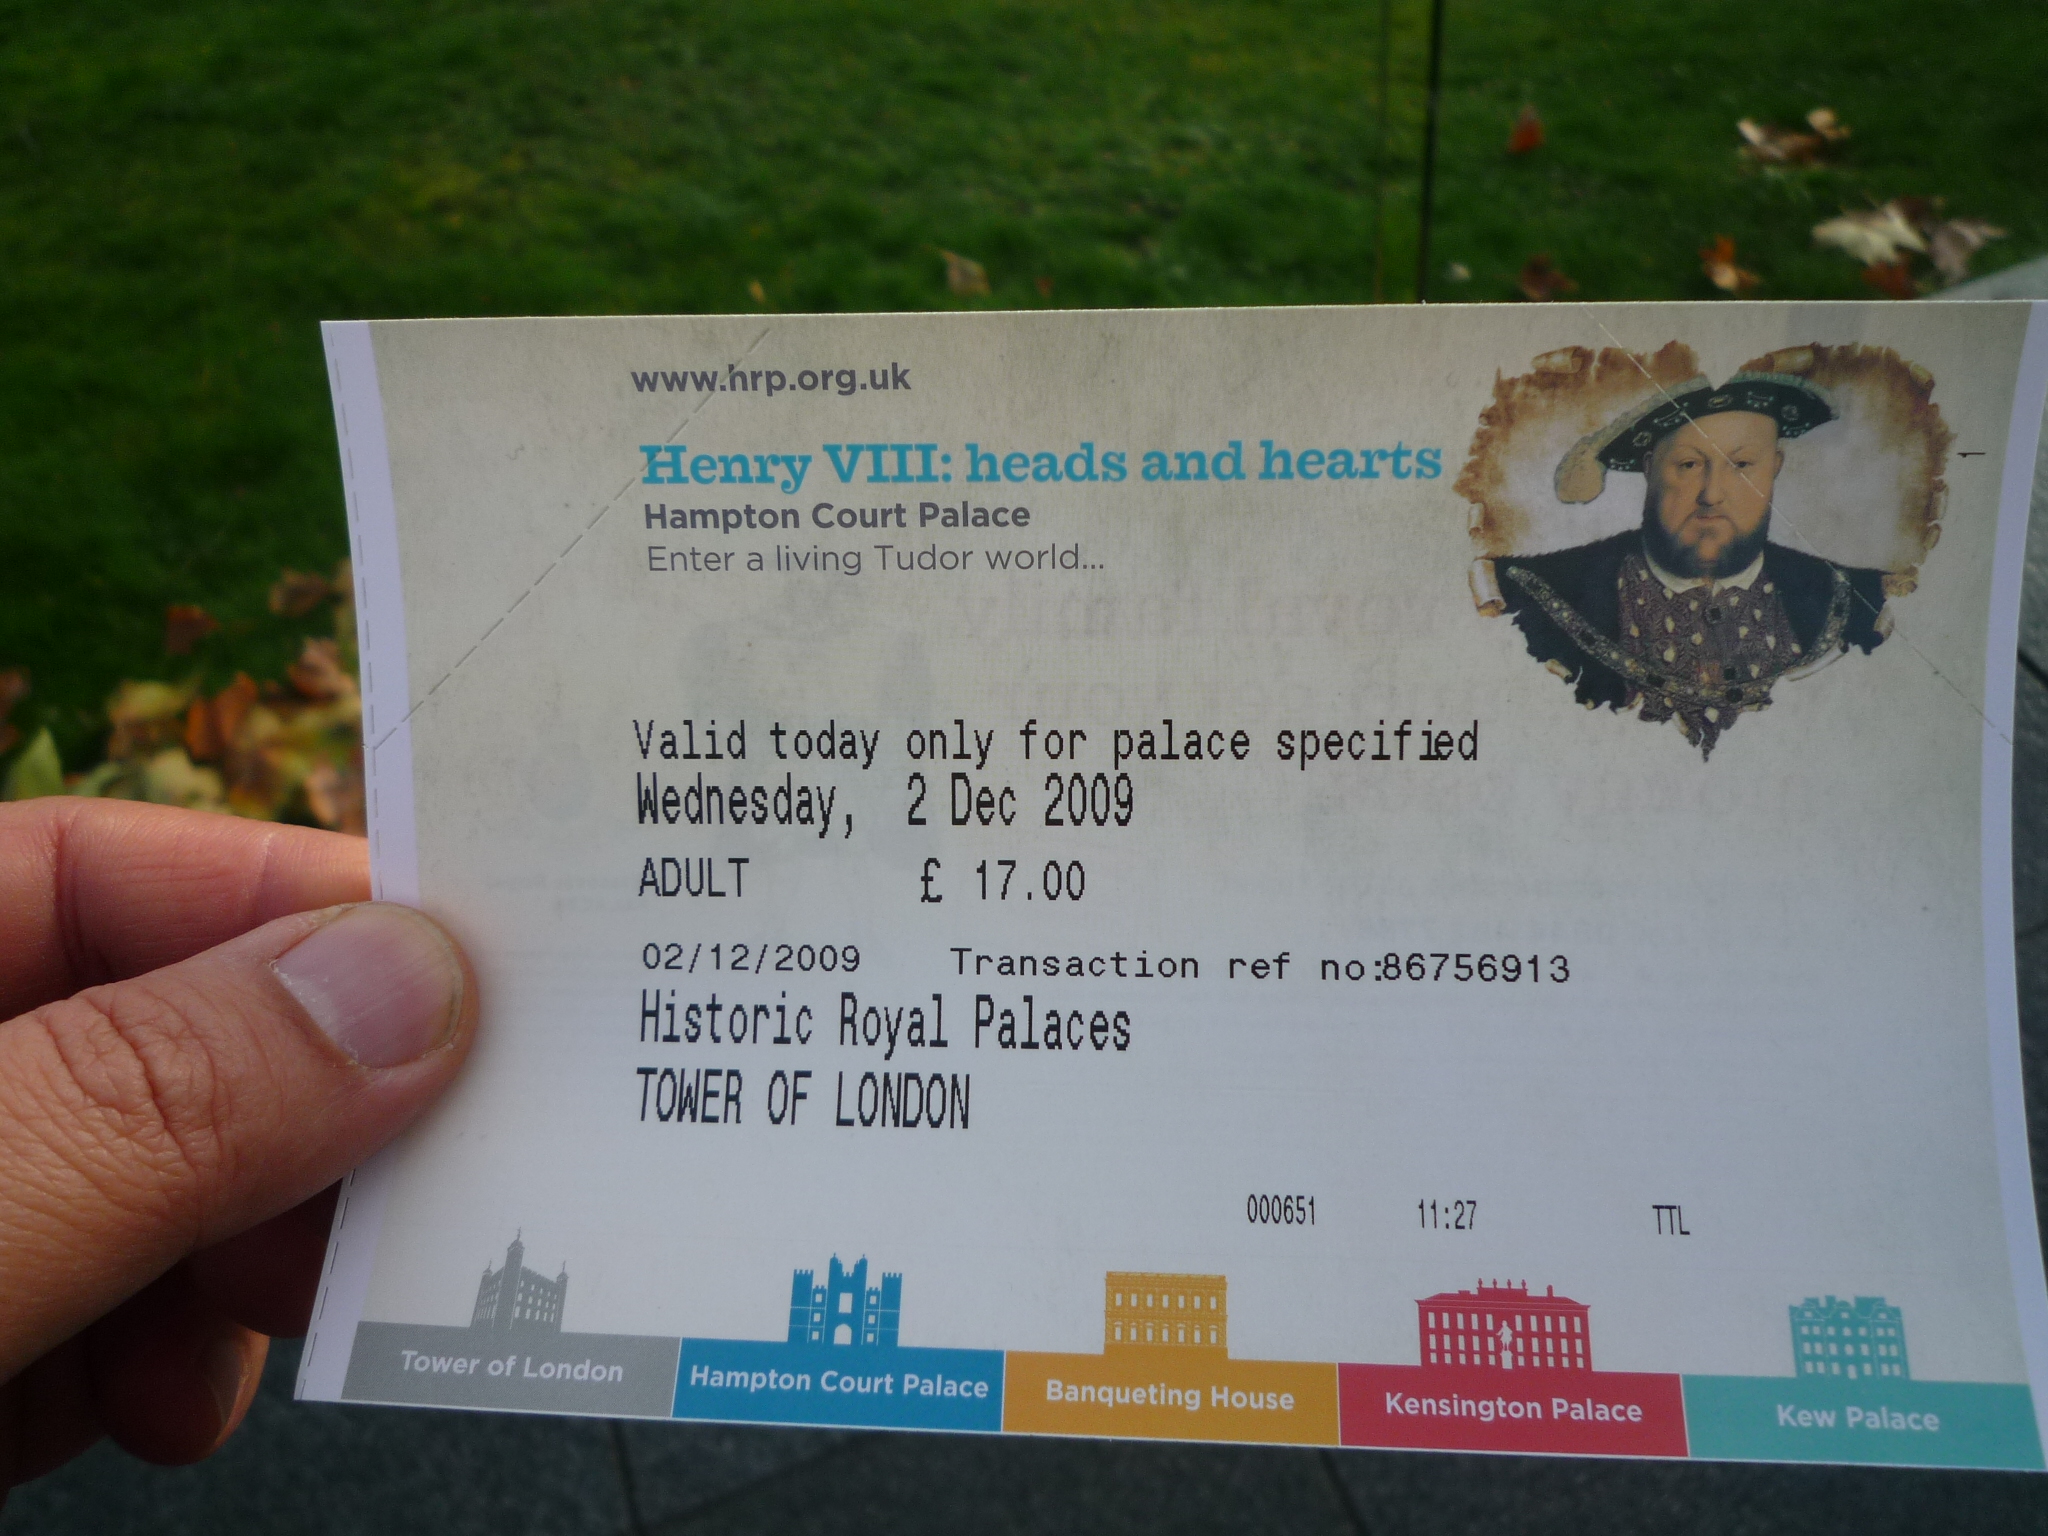 www.hrp.org.uk
Henry VIII: heads and hearts
Hampton Court Palace
Enter a living Tudor world...
Valid today only for palace specified
Wednesday, 2 Dec 2009
ADULT £ 17.00
02/12/2009 Transaction ref no:86756913
Historic Royal Palaces
TOWER OF LONDON
000651 11:27 TTL
Tower of London
Hampton Court Palace
Banqueting House
Kensington Palace
Kew Palace